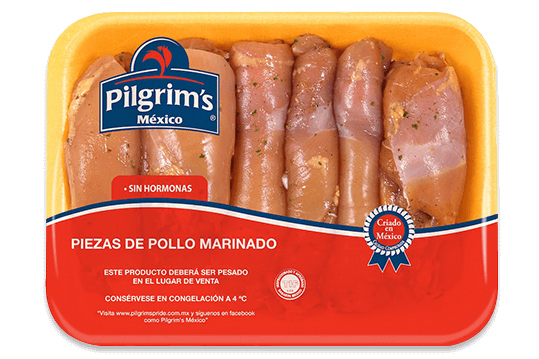 Pilgrim's
México
®
• SIN HORMONAS
Criado
en
México
PIEZAS DE POLLO MARINADO
ESTE PRODUCTO DEBERÁ SER PESADO
EN EL LUGAR DE VENTA
CONSÉRVESE EN CONGELACIÓN A 4 ºC
"Visita www.pilgrimspride.com.mx y síguenos en facebook
como Pilgrim's México"